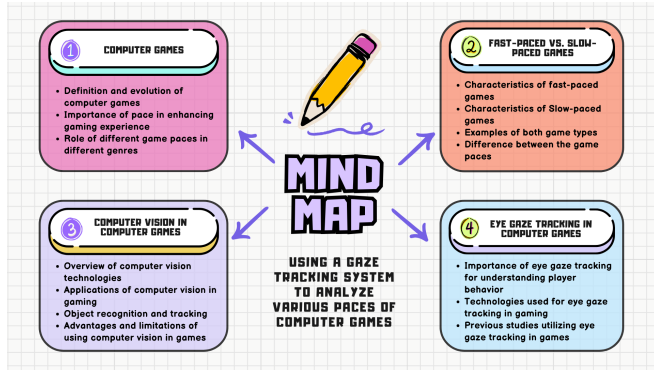 1
COMPUTER GAMES
• Definition and evolution of
computer games
• Importance of pace in enhancing
gaming experience
• Role of different game paces in
different genres
2
FAST-PACED VS. SLOW-
PACED GAMES
• Characteristics of fast-paced
games
• Characteristics of Slow-paced
games
• Examples of both game types
• Difference between the game
paces
MIND
MAP
USING A GAZE
TRACKING SYSTEM
TO ANALYZE
VARIOUS PACES OF
COMPUTER GAMES
3
COMPUTER VISION IN
COMPUTER GAMES
• Overview of computer vision
technologies
• Applications of computer vision in
gaming
• Object recognition and tracking
• Advantages and limitations of
using computer vision in games
4
EYE GAZE TRACKING IN
COMPUTER GAMES
• Importance of eye gaze tracking
for understanding player
behavior
• Technologies used for eye gaze
tracking in gaming
• Previous studies utilizing eye
gaze tracking in games